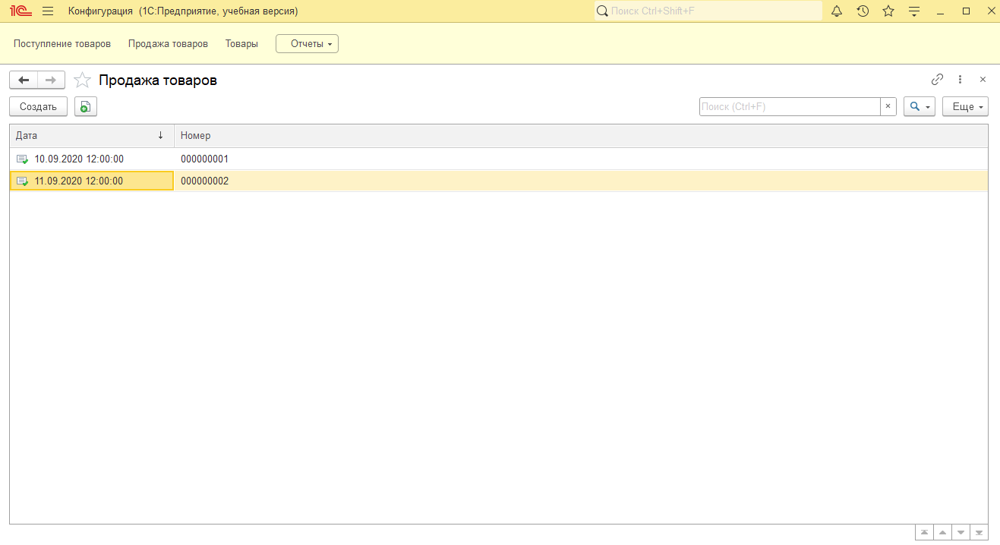 1С Конфигурация (1С:Предприятие, учебная версия) Поиск Ctrl+Shift+F
Поступление товаров Продажа товаров Товары Отчеты
Продажа товаров
Создать Поиск (Ctrl+F) × Еще
Дата ↓ Номер
10.09.2020 12:00:00 000000001
11.09.2020 12:00:00 000000002